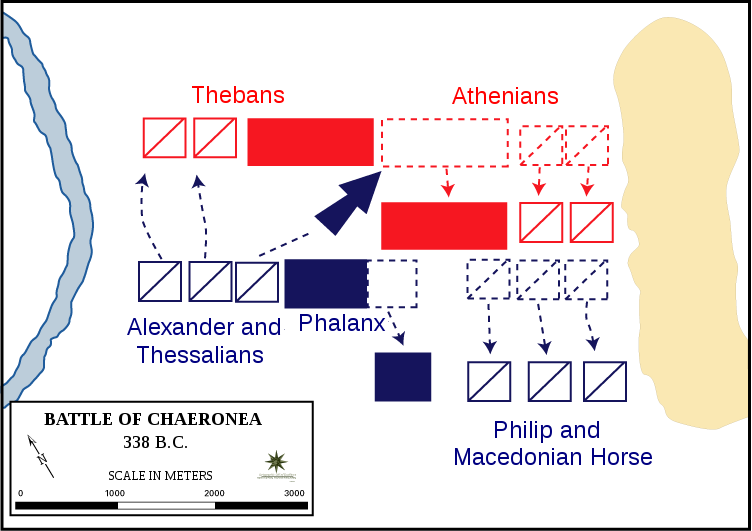 Thebans
Athenians
Alexander and
Thessalians
Phalanx
Philip and
Macedonian Horse
BATTLE OF CHAERONEA
338 B.C.
N
SCALE IN METERS
0 1000 2000 3000